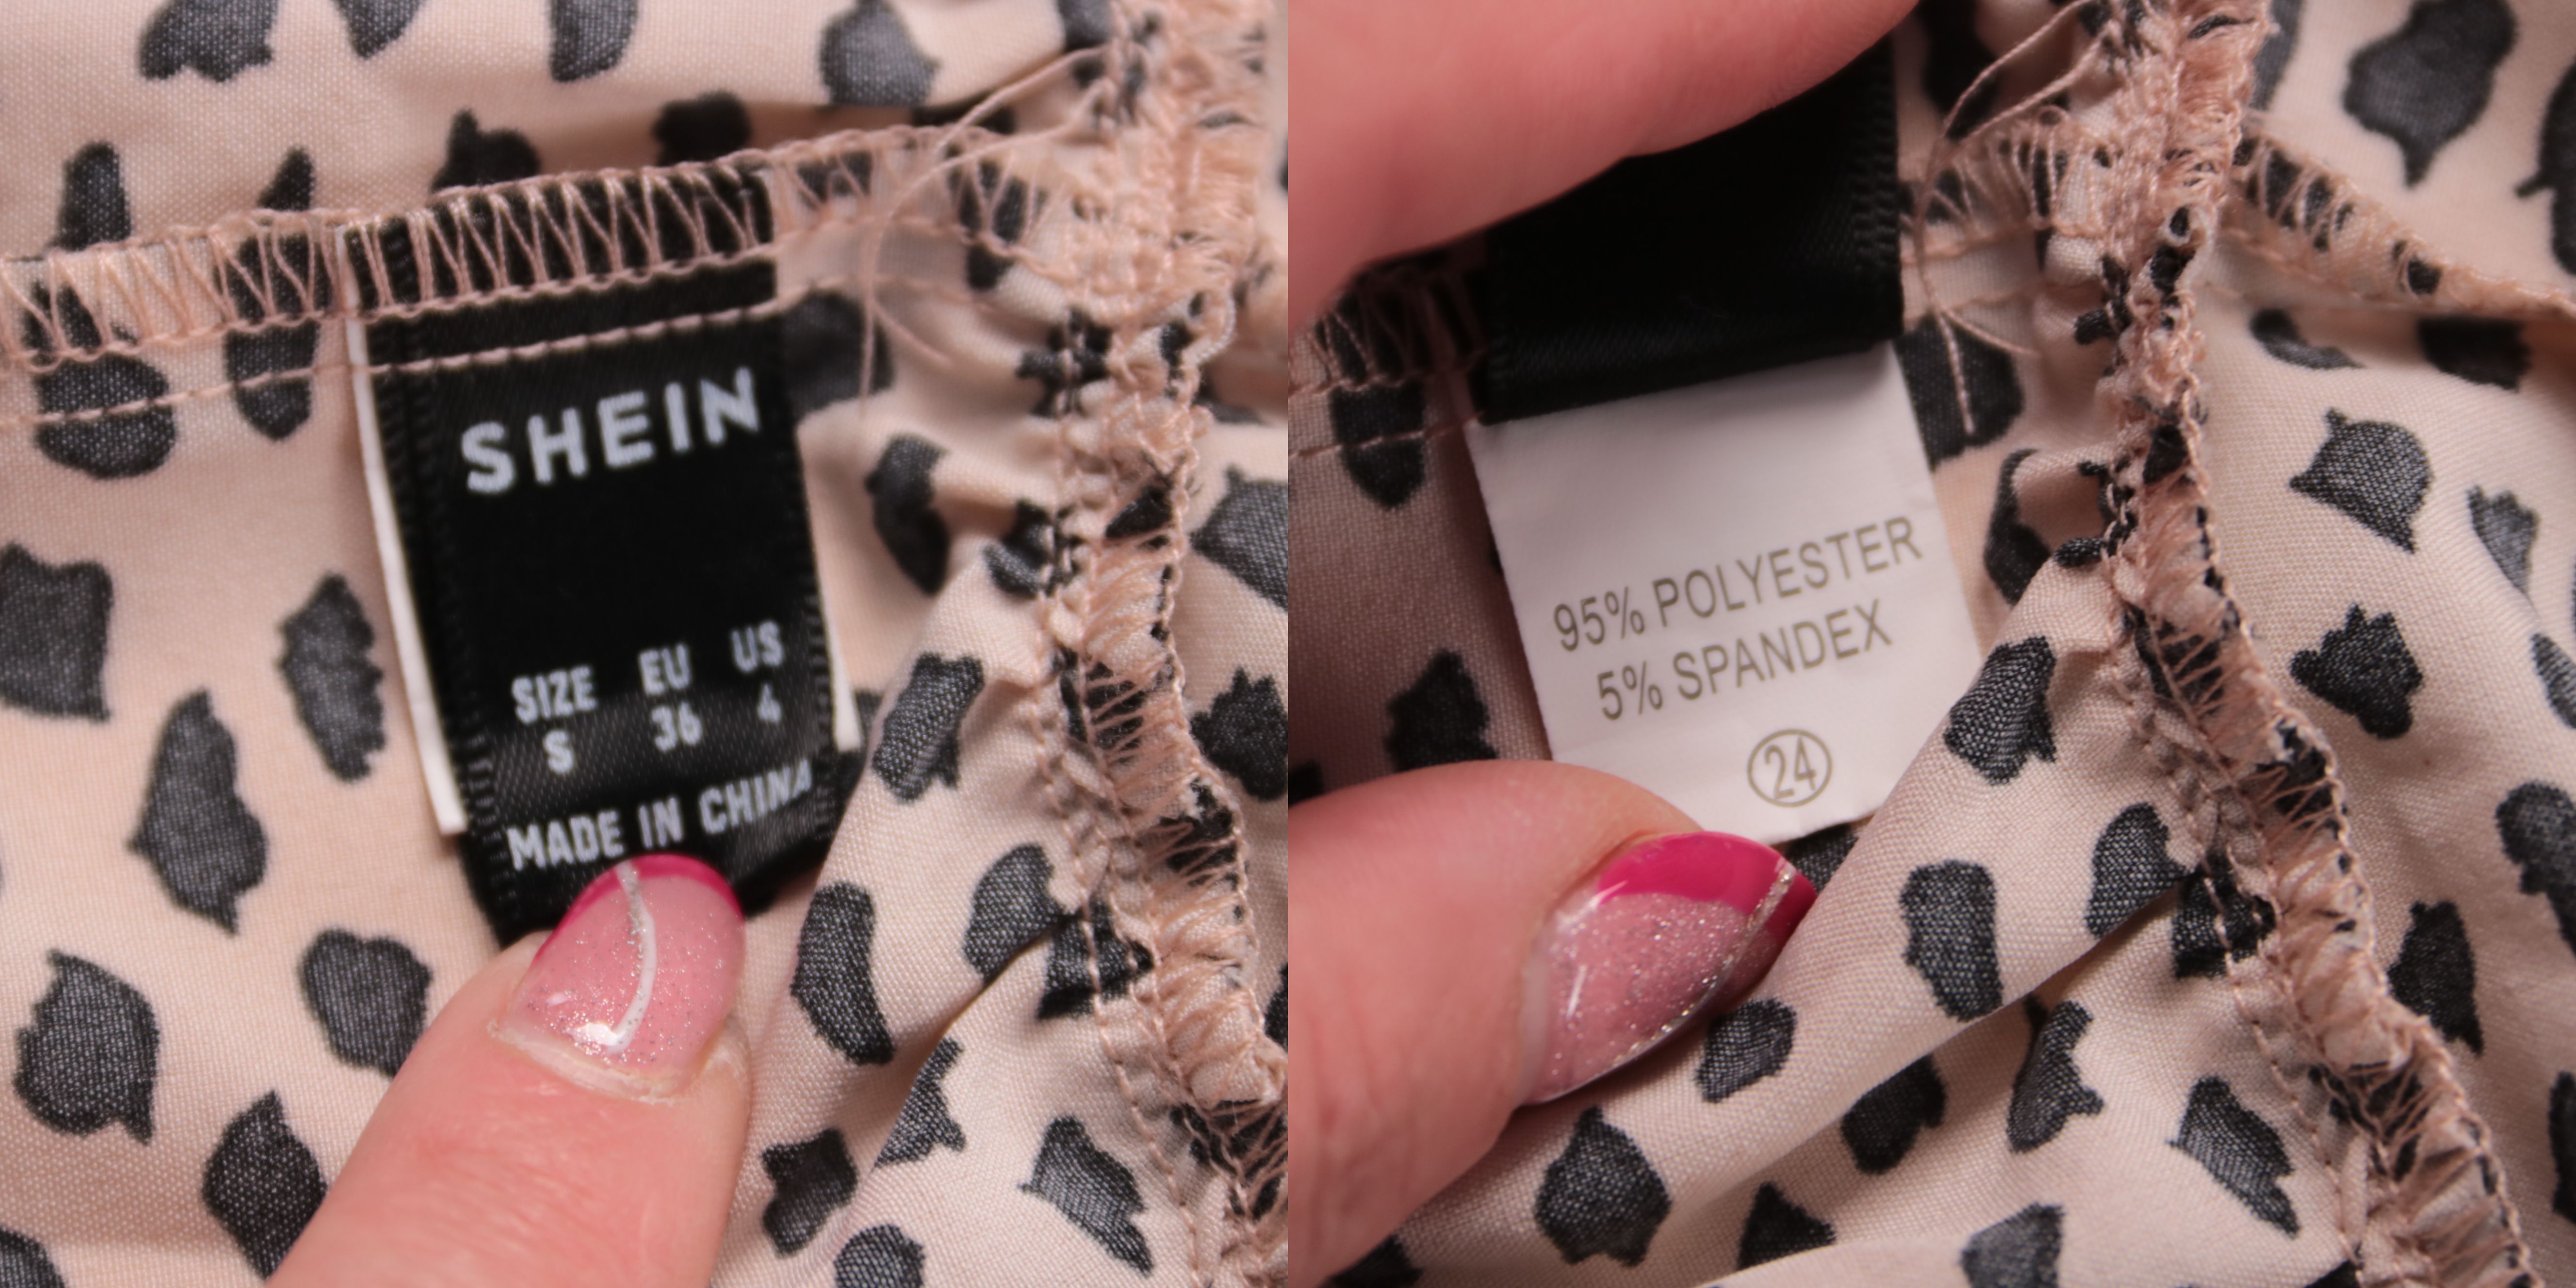 SHEIN
SIZE EU US
S 36 4
MADE IN CHINA
95% POLYESTER
5% SPANDEX
24